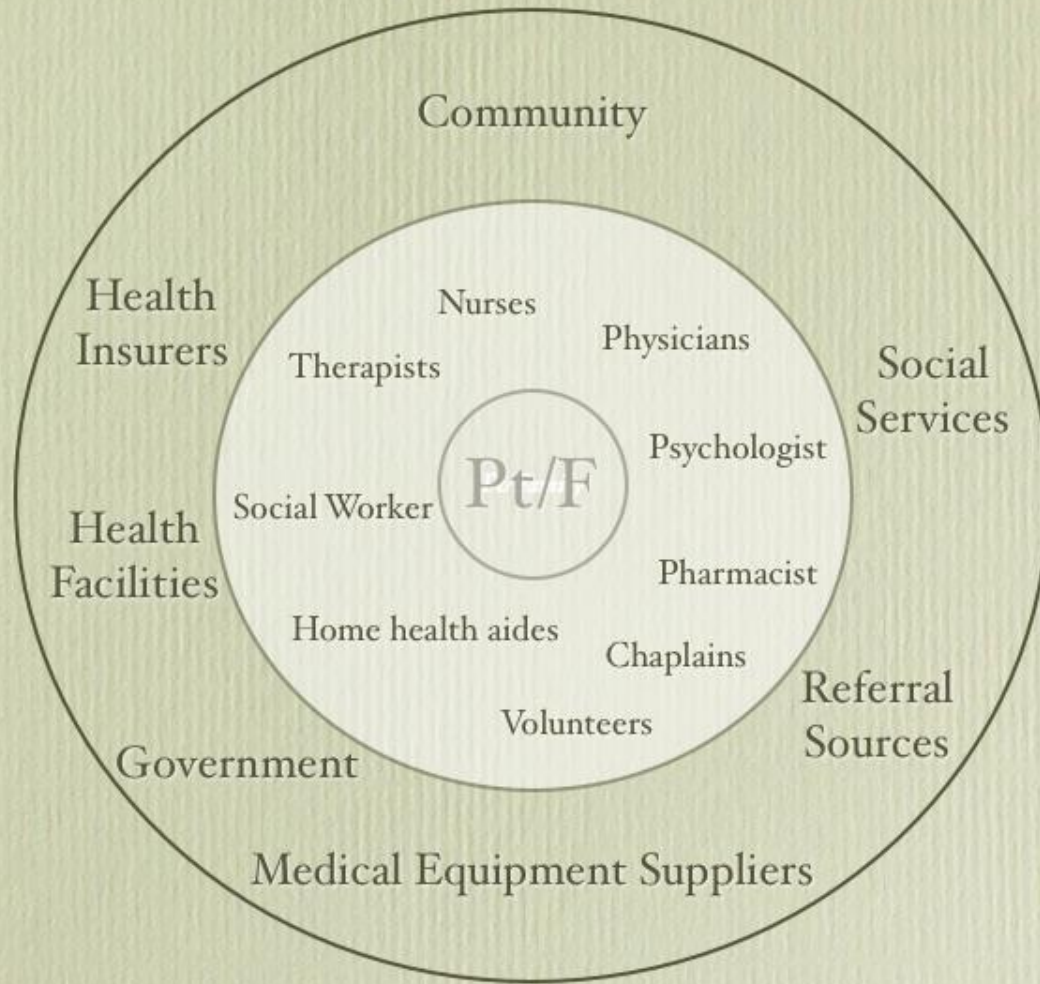 Community
Health
Insurers
Nurses
Physicians
Therapists
Social
Services
Psychologist
Pt/F
Social Worker
Health
Facilities
Pharmacist
Home health aides
Chaplains
Referral
Sources
Volunteers
Government
Medical Equipment Suppliers